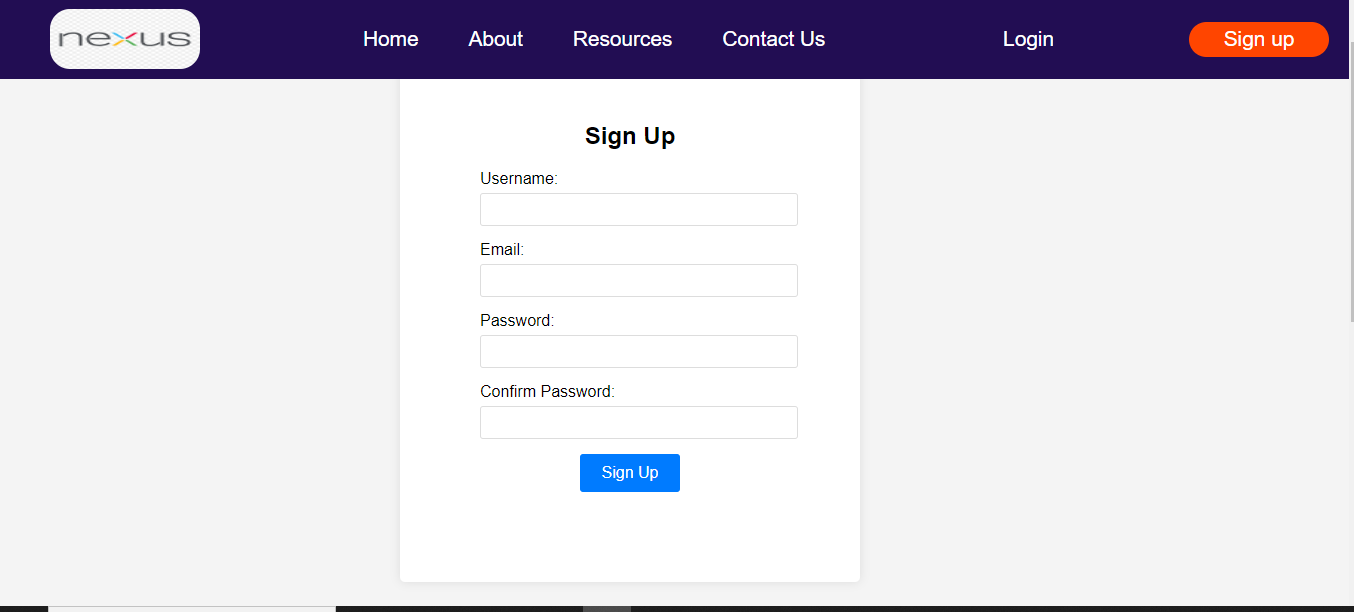 nexus
Home About Resources Contact Us Login Sign up
Sign Up
Username:
Email:
Password:
Confirm Password:
Sign Up